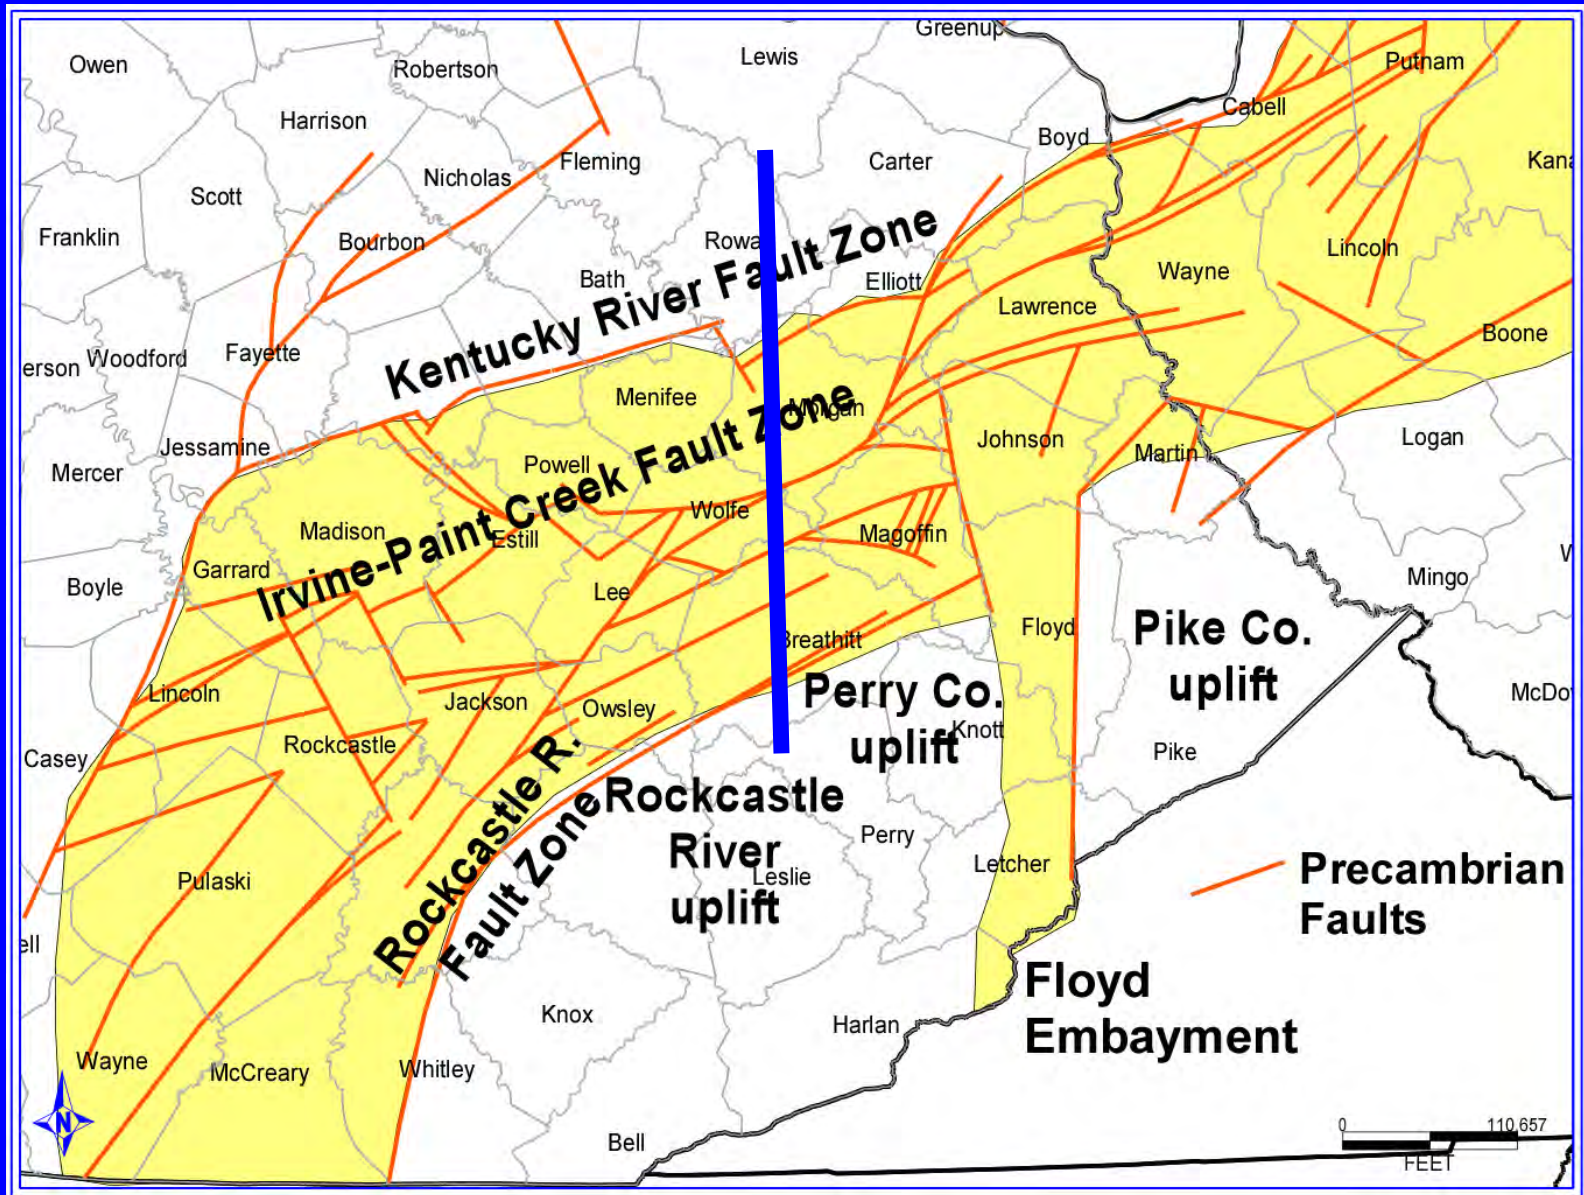 Greenup
Owen
Robertson
Lewis
Putnam
Harrison
Cabell
Boyd
Scott
Nicholas
Fleming
Carter
Kana
Franklin
Bourbon
Rowa
Bath
Elliott
Kentucky River Fault Zone
Lincoln
Wayne
Lawrence
Boone
Woodford
Fayette
erson
Menifee
Morgan
Jessamine
Mercer
Powell
Johnson
Martin
Logan
Irvine-Paint Creek Fault Zone
Madison
Estill
Wolfe
Magoffin
Garrard
Boyle
Lee
Mingo
W
Breathitt
Floyd
Pike Co.
uplift
Lincoln
Jackson
Owsley
Perry Co.
uplift
Knott
McDo
Casey
Rockcastle
Pike
Rockcastle R.
Fault Zone
Rockcastle
River
uplift
Leslie
Perry
Letcher
Precambrian
Faults
Pulaski
ell
Floyd
Embayment
Knox
Harlan
Wayne
McCreary
Whitley
N
Bell
0 110,657
FEET